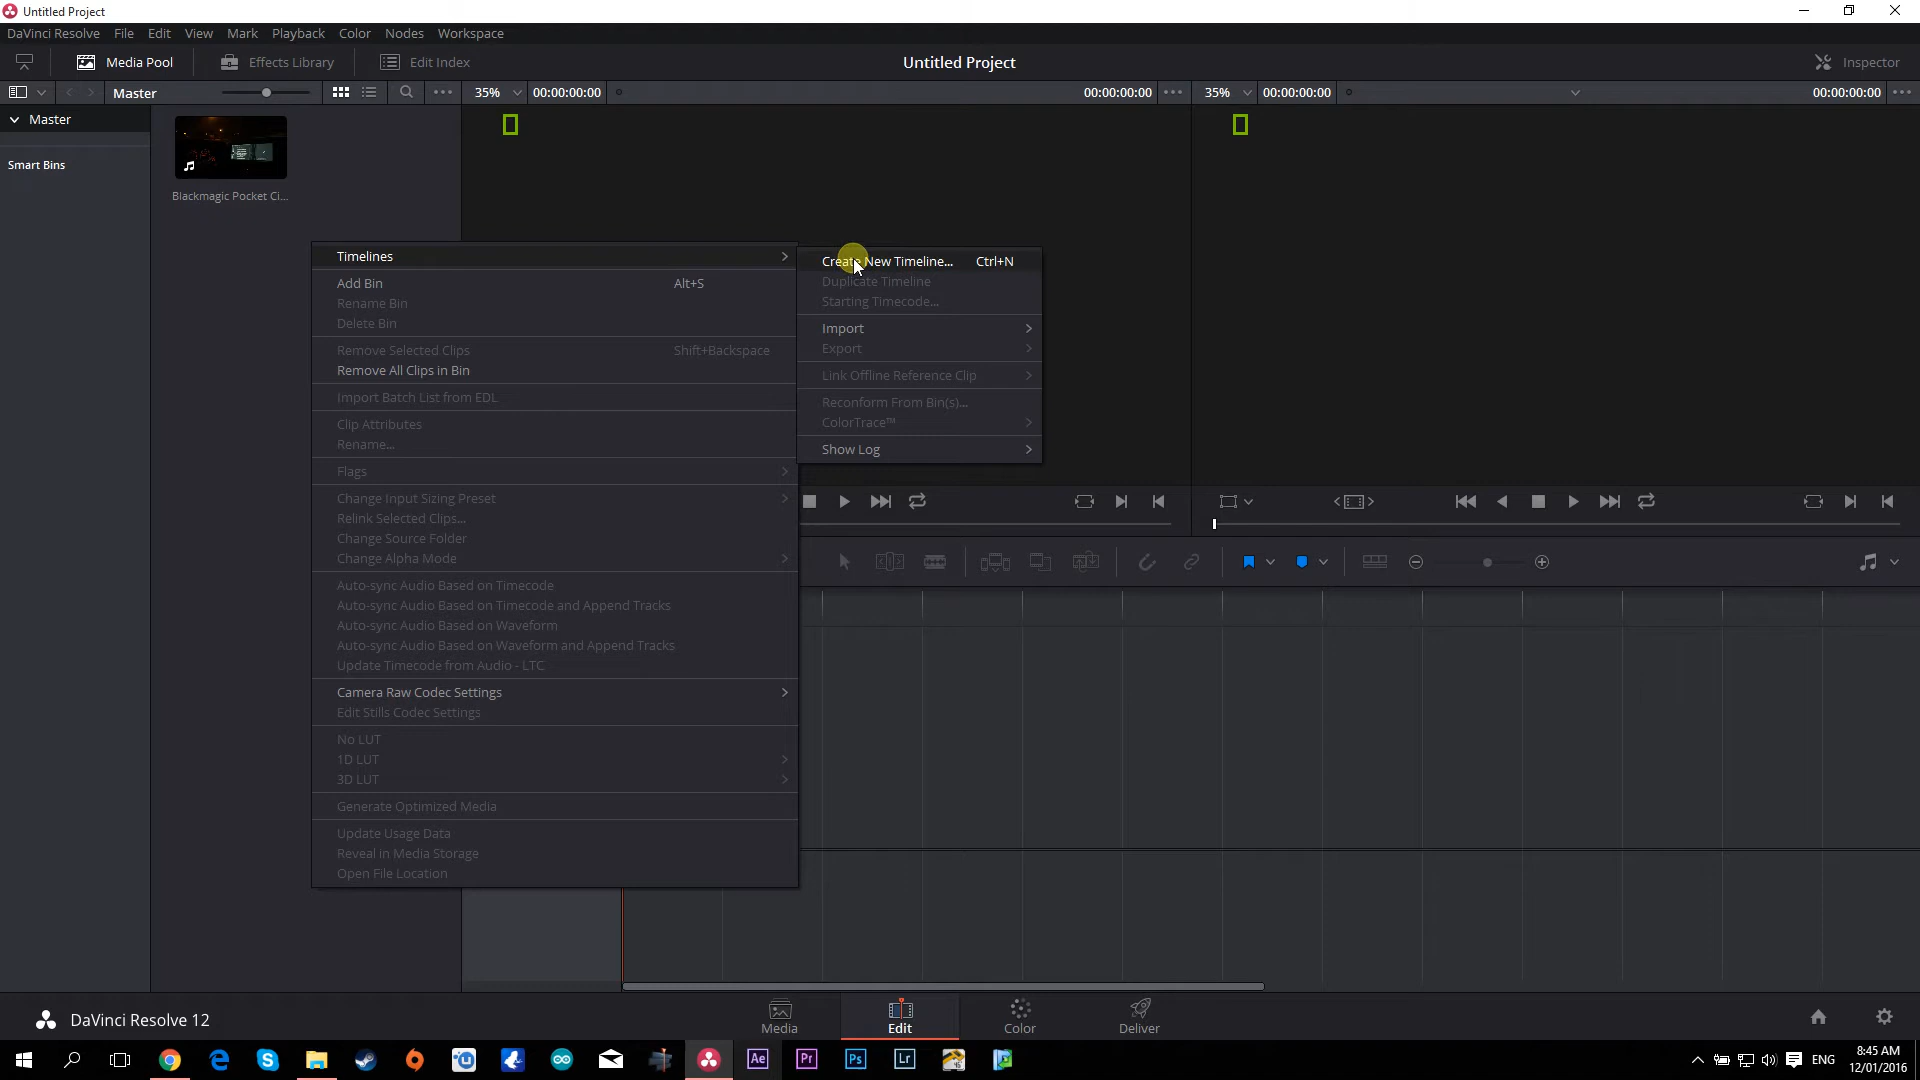 Untitled Project
DaVinci Resolve File Edit View Mark Playback Color Nodes Workspace
Media Pool Effects Library Edit Index Untitled Project Inspector
Master 35% 00:00:00:00 00:00:00:00 35% 00:00:00:00 00:00:00:00
Master
Smart Bins
Blackmagic Pocket Ci...
Timelines
Add Bin Alt+S
Rename Bin
Delete Bin
Remove Selected Clips Shift+Backspace
Remove All Clips in Bin
Import Batch List from EDL
Clip Attributes
Rename...
Flags
Change Input Sizing Preset
Relink Selected Clips...
Change Source Folder
Change Alpha Mode
Auto-sync Audio Based on Timecode
Auto-sync Audio Based on Timecode and Append Tracks
Auto-sync Audio Based on Waveform
Auto-sync Audio Based on Waveform and Append Tracks
Update Timecode from Audio - LTC
Camera Raw Codec Settings
Edit Stills Codec Settings
No LUT
1D LUT
3D LUT
Generate Optimized Media
Update Usage Data
Reveal in Media Storage
Open File Location
Create New Timeline... Ctrl+N
Duplicate Timeline
Starting Timecode...
Import
Export
Link Offline Reference Clip
Reconform From Bin(s)...
ColorTrace™
Show Log
DaVinci Resolve 12
Media Edit Color Deliver
Ae Pr Ps Lr
ENG
8:45 AM
12/01/2016